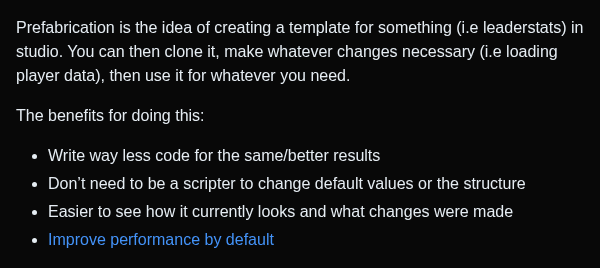 Prefabrication is the idea of creating a template for something (i.e leaderstats) in
studio. You can then clone it, make whatever changes necessary (i.e loading
player data), then use it for whatever you need.
The benefits for doing this:
• Write way less code for the same/better results
• Don’t need to be a scripter to change default values or the structure
• Easier to see how it currently looks and what changes were made
• Improve performance by default